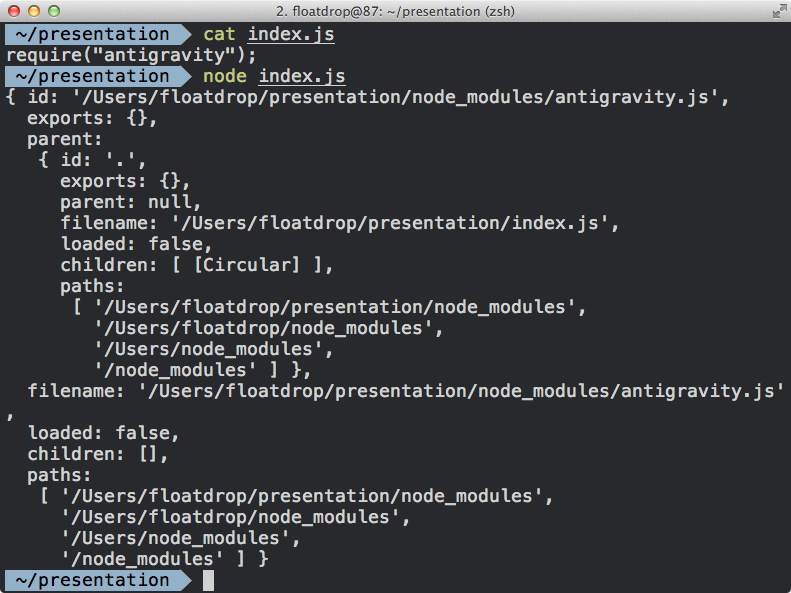 2. floatdrop@87: ~/presentation (zsh)
~/presentation cat index.js
require("antigravity");
~/presentation node index.js
{ id: '/Users/floatdrop/presentation/node_modules/antigravity.js',
  exports: {},
  parent:
   { id: '.',
     exports: {},
     parent: null,
     filename: '/Users/floatdrop/presentation/index.js',
     loaded: false,
     children: [ [Circular] ],
     paths:
      [ '/Users/floatdrop/presentation/node_modules',
        '/Users/floatdrop/node_modules',
        '/Users/node_modules',
        '/node_modules' ] },
  filename: '/Users/floatdrop/presentation/node_modules/antigravity.js'
,
  loaded: false,
  children: [],
  paths:
   [ '/Users/floatdrop/presentation/node_modules',
     '/Users/floatdrop/node_modules',
     '/Users/node_modules',
     '/node_modules' ] }
~/presentation